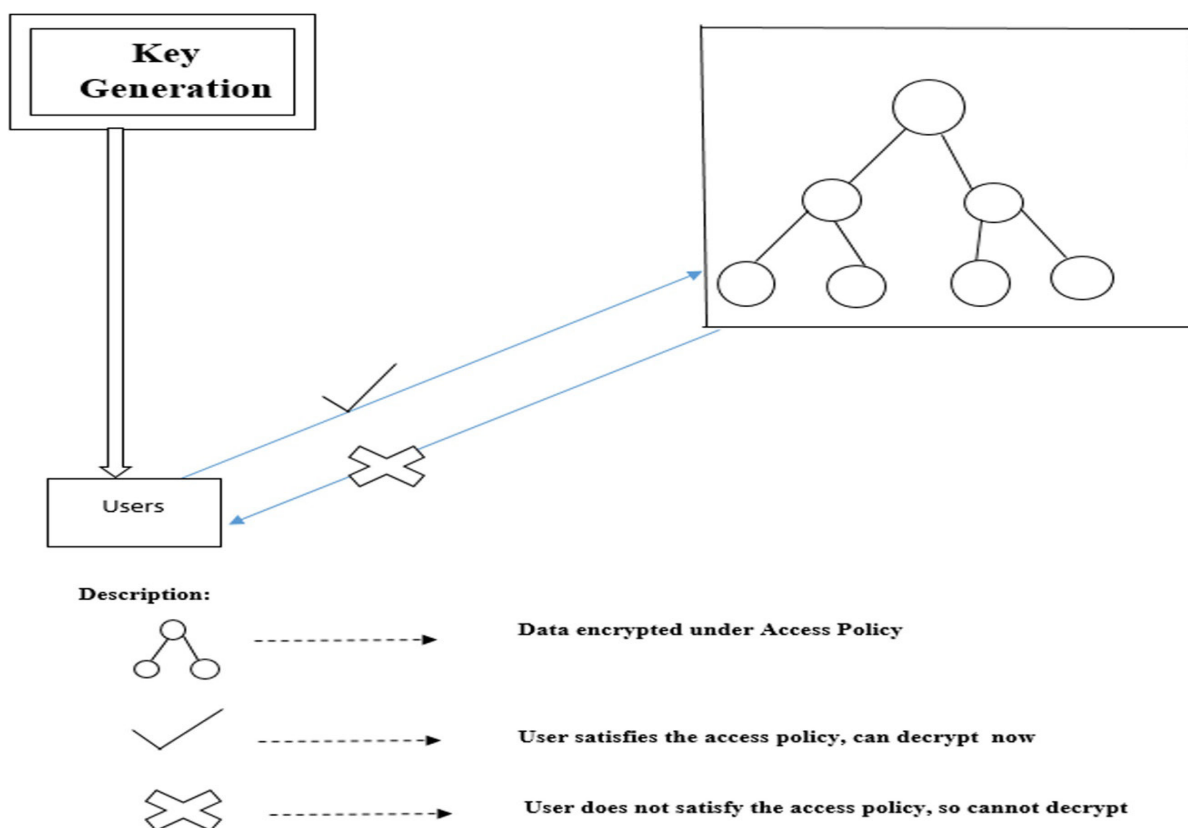 Key
Generation
Users
Description:
Data encrypted under Access Policy
User satisfies the access policy, can decrypt now
User does not satisfy the access policy, so cannot decrypt